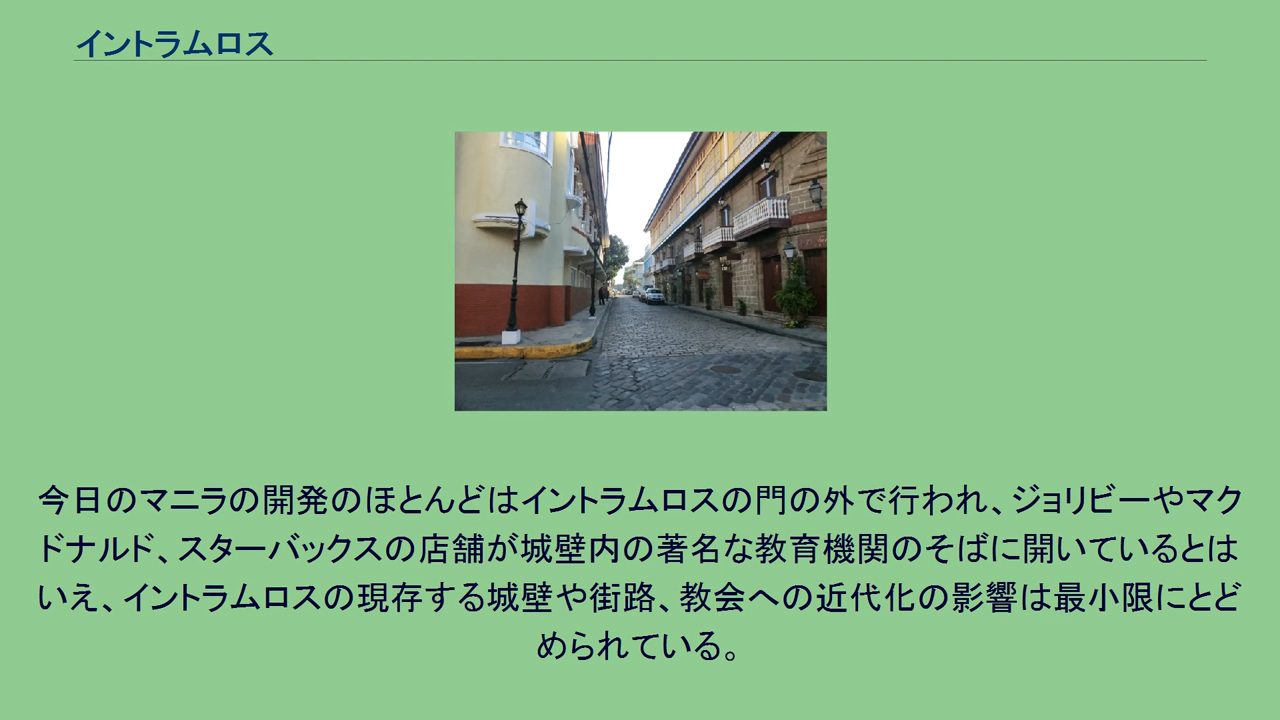 イントラムロス
今日のマニラの開発のほとんどはイントラムロスの門の外で行われ、ジョリビーやマク
ドナルド、スターバックスの店舗が城壁内の著名な教育機関のそばに開いているとは
いえ、イントラムロスの現存する城壁や街路、教会への近代化の影響は最小限にとど
められている。